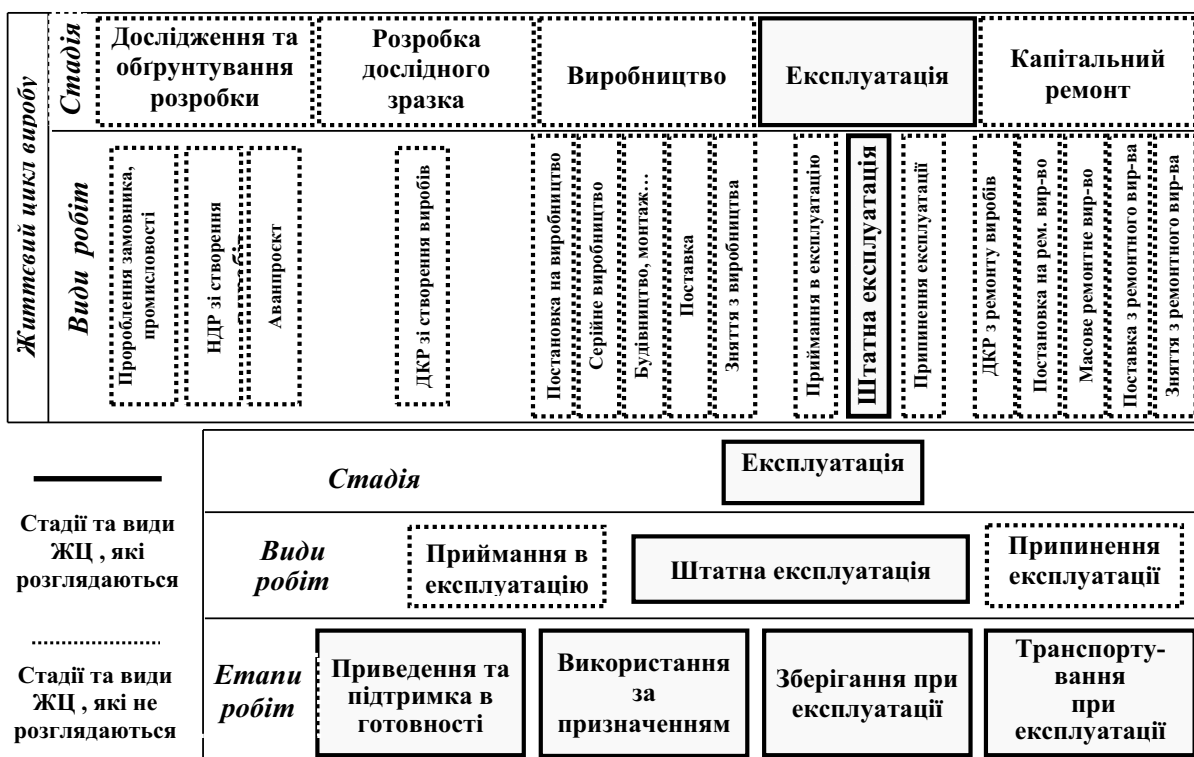 Життєвий цикл виробу
Стадія
Дослідження та
обґрунтування
розробки
Розробка
дослідного
зразка
Виробництво
Експлуатація
Капітальний
ремонт
Види робіт
Пророблення замовника,
промисловості
НДР зі створення
Аванпроєкт
ДКР зі створення виробів
Постановка на виробництво
Серійне виробництво
Будівництво, монтаж…
Поставка
Зняття з виробництва
Приймання в експлуатацію
Штатна експлуатація
Припинення експлуатації
ДКР з ремонту виробів
Постановка на рем. вир-во
Масове ремонтне вир-во
Поставка з ремонтного вир-ва
Зняття з ремонтного вир-ва
Стадії та види
ЖЦ , які
розглядаються
Стадії та види
ЖЦ , які не
розглядаються
Стадія
Експлуатація
Види
робіт
Приймання в
експлуатацію
Штатна експлуатація
Припинення
експлуатації
Етапи
робіт
Приведення та
підтримка в
готовності
Використання
за
призначенням
Зберігання при
експлуатації
Транспорту-
вання
при
експлуатації